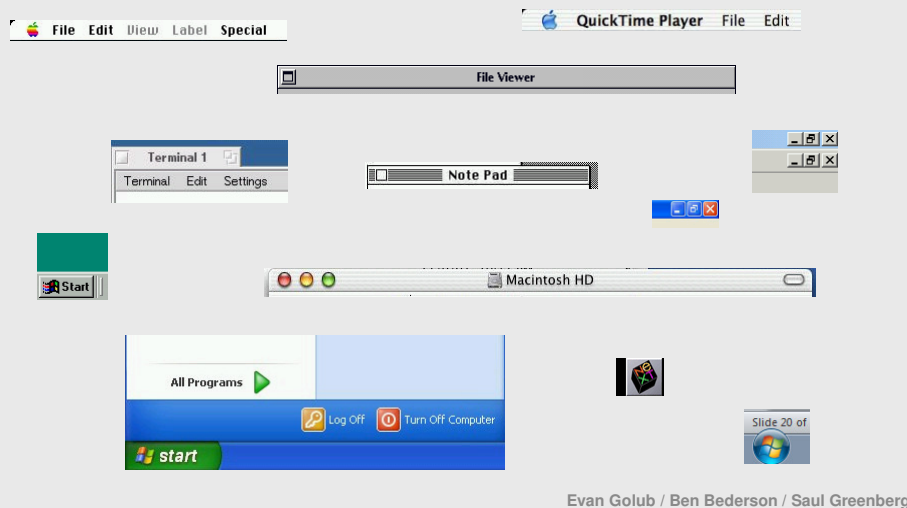 File Edit View Label Special
QuickTime Player File Edit
File Viewer
Terminal 1
Terminal Edit Settings
Note Pad
Start
Macintosh HD
All Programs
Log Off Turn Off Computer
start
NeXT
Slide 20 of
Evan Golub / Ben Bederson / Saul Greenberg